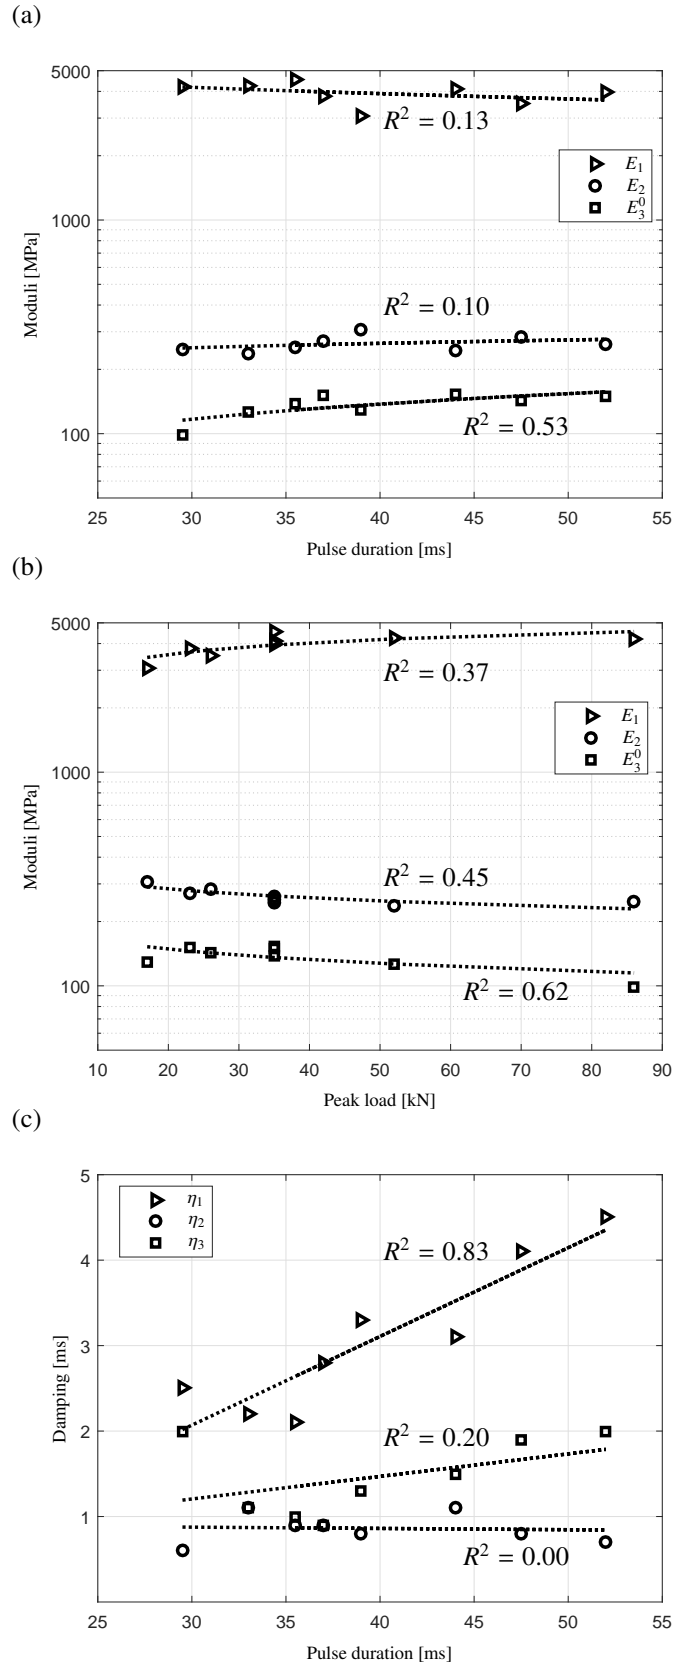 (a)
5000
R² = 0.13
E₁
E₂
E₃⁰
1000
Moduli [MPa]
R² = 0.10
100
R² = 0.53
25 30 35 40 45 50 55
Pulse duration [ms]
(b)
5000
R² = 0.37
E₁
E₂
E₃⁰
1000
Moduli [MPa]
R² = 0.45
100
R² = 0.62
10 20 30 40 50 60 70 80 90
Peak load [kN]
(c)
5
η₁
η₂
η₃
R² = 0.83
4
3
Damping [ms]
2
R² = 0.20
1
R² = 0.00
25 30 35 40 45 50 55
Pulse duration [ms]